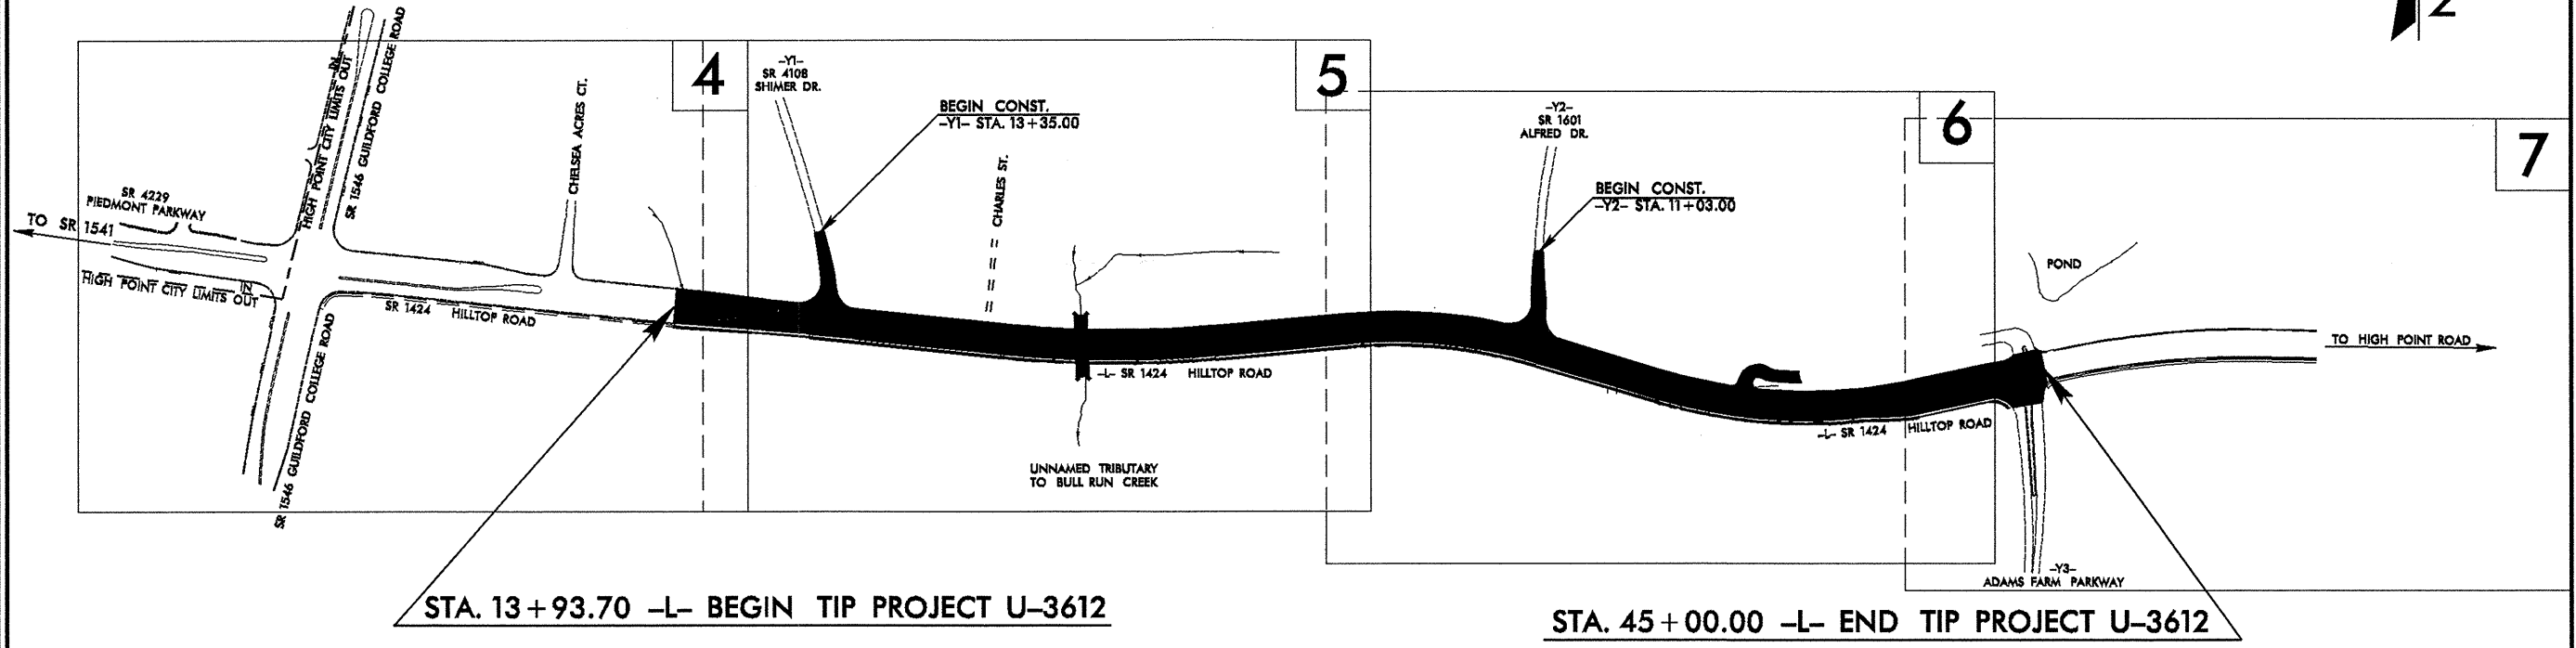 2
4
5
6
7
-Y1-
SR 4108
SHIMER DR.
BEGIN CONST.
-Y1- STA. 13+35.00
-Y2-
SR 1601
ALFRED DR.
BEGIN CONST.
-Y2- STA. 11+03.00
IN
HIGH POINT CITY LIMITS OUT
SR 1546 GUILDFORD COLLEGE ROAD
CHELSEA ACRES CT.
CHARLES ST.
SR 4229
PIEDMONT PARKWAY
TO SR 1541
IN
HIGH POINT CITY LIMITS OUT
SR 1424 HILLTOP ROAD
SR 1546 GUILDFORD COLLEGE ROAD
POND
TO HIGH POINT ROAD
-L- SR 1424 HILLTOP ROAD
-L- SR 1424 HILLTOP ROAD
UNNAMED TRIBUTARY
TO BULL RUN CREEK
-Y3-
ADAMS FARM PARKWAY
STA. 13+93.70 -L- BEGIN TIP PROJECT U-3612
STA. 45+00.00 -L- END TIP PROJECT U-3612